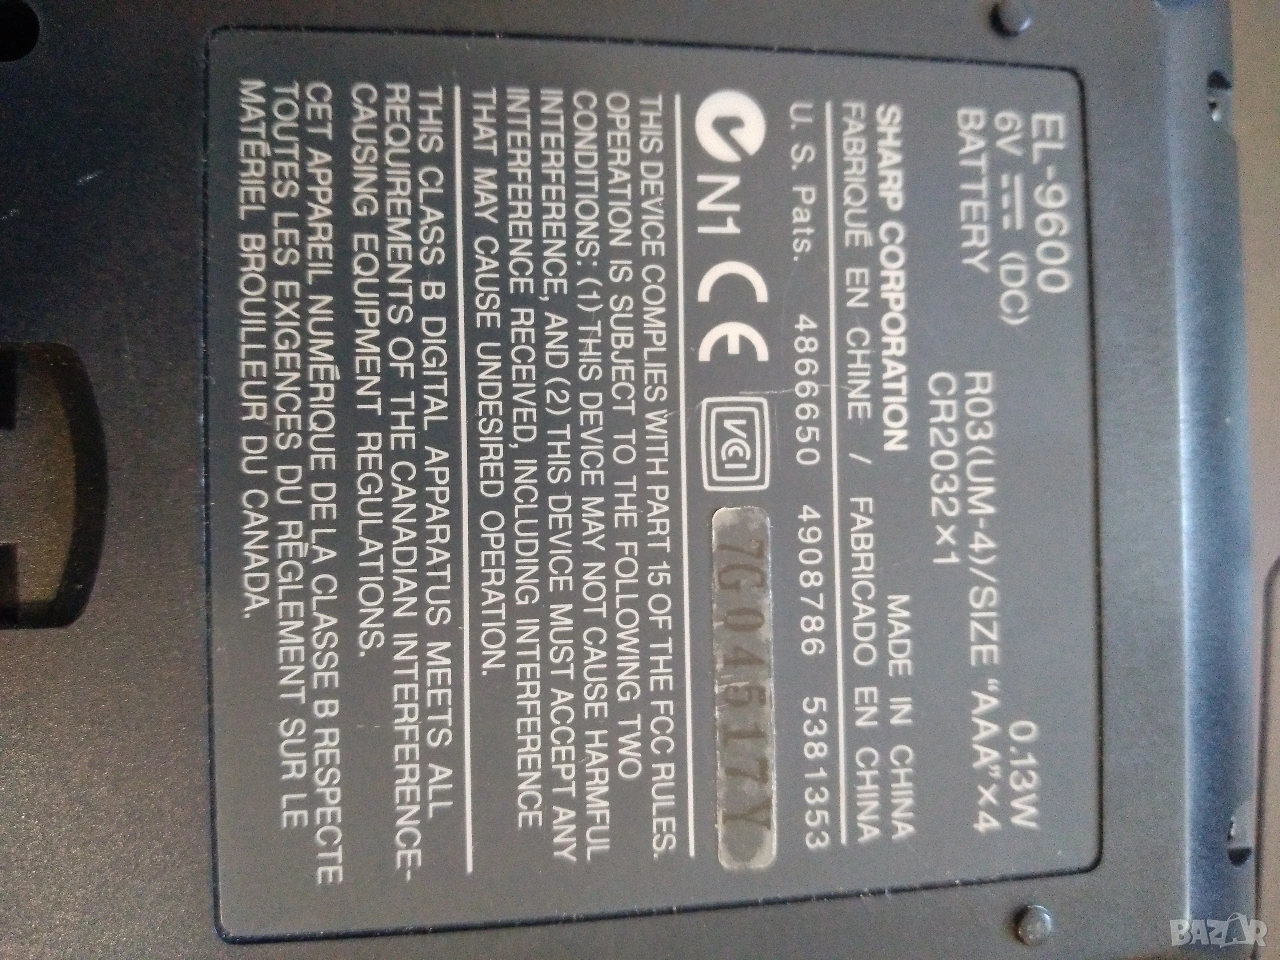 EL-9600
6V (DC) 0.13W
BATTERY R03(UM-4)/SIZE “AAA”×4
CR2032×1
SHARP CORPORATION MADE IN CHINA
FABRIQUÉ EN CHINE / FABRICADO EN CHINA
U. S. Pats. 4866650 4908786 5381353
N1 CE VCI 7G04517Y
THIS DEVICE COMPLIES WITH PART 15 OF THE FCC RULES.
OPERATION IS SUBJECT TO THE FOLLOWING TWO
CONDITIONS: (1) THIS DEVICE MAY NOT CAUSE HARMFUL
INTERFERENCE, AND (2) THIS DEVICE MUST ACCEPT ANY
INTERFERENCE RECEIVED, INCLUDING INTERFERENCE
THAT MAY CAUSE UNDESIRED OPERATION.
THIS CLASS B DIGITAL APPARATUS MEETS ALL
REQUIREMENTS OF THE CANADIAN INTERFERENCE-
CAUSING EQUIPMENT REGULATIONS.
CET APPAREIL NUMÉRIQUE DE LA CLASSE B RESPECTE
TOUTES LES EXIGENCES DU RÈGLEMENT SUR LE
MATÉRIEL BROUILLEUR DU CANADA.
BAZAR